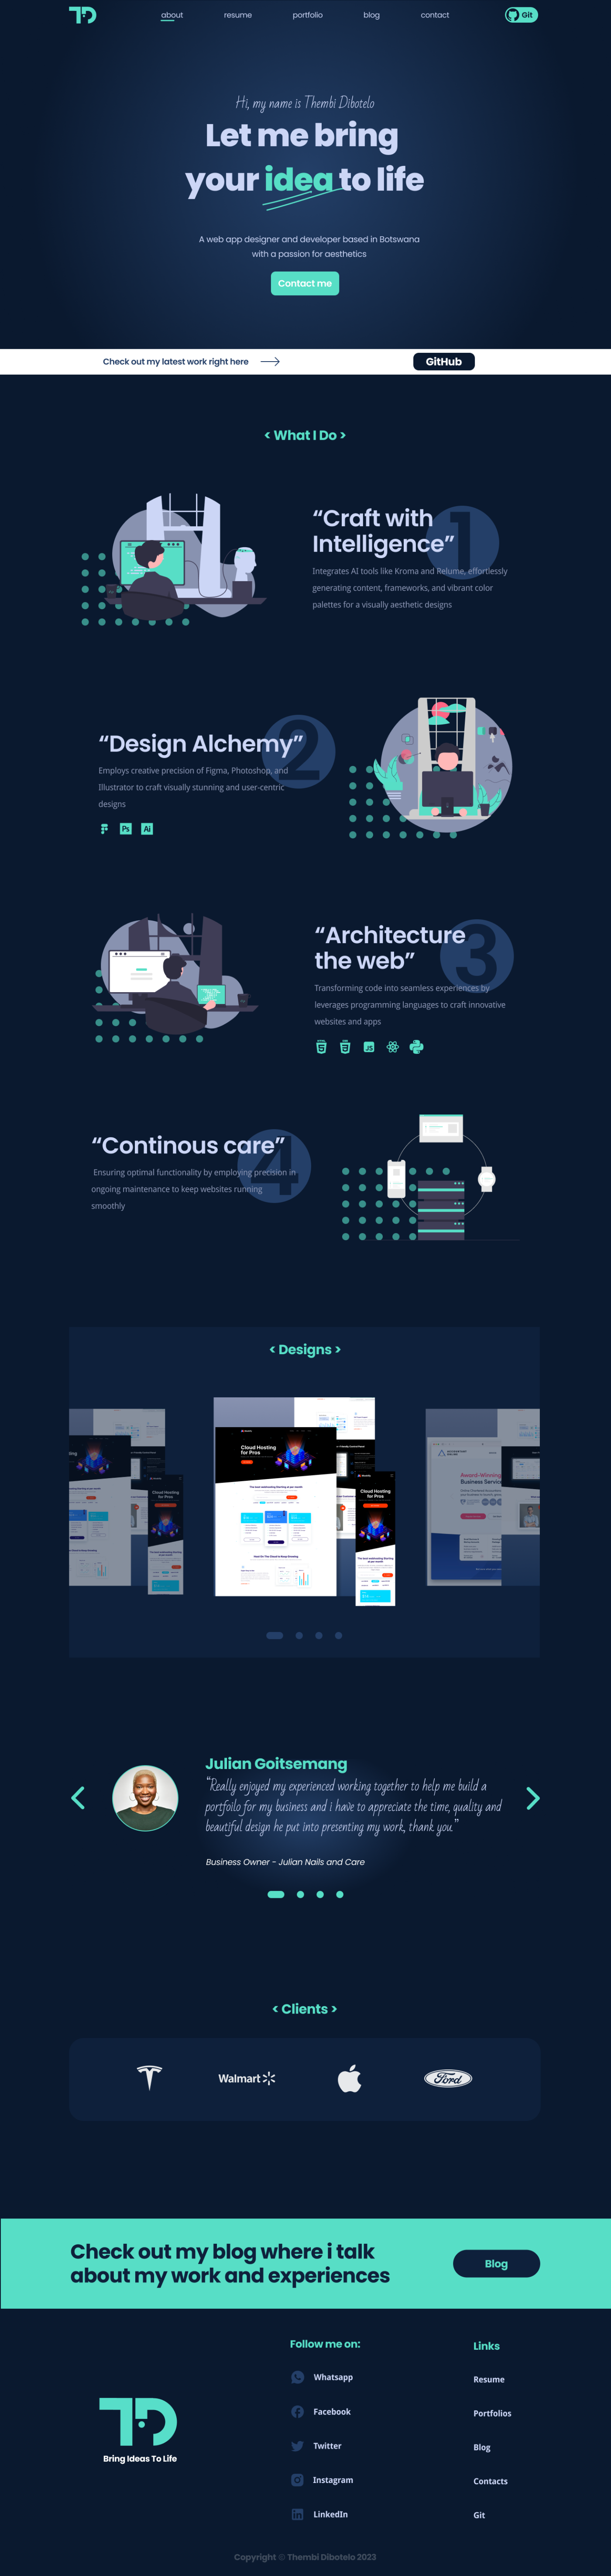 TD
about
resume
portfolio
blog
contact
Git
Hi, my name is Thembi Dibotelo
Let me bring
your idea to life
A web app designer and developer based in Botswana
with a passion for aesthetics
Contact me
Check out my latest work right here
GitHub
< What I Do >
1
“Craft with
Intelligence”
Integrates AI tools like Kroma and Relume, effortlessly
generating content, frameworks, and vibrant color
palettes for a visually aesthetic designs
2
“Design Alchemy”
Employs creative precision of Figma, Photoshop, and
Illustrator to craft visually stunning and user-centric
designs
Ps
Ai
3
“Architecture
the web”
Transforming code into seamless experiences by
leverages programming languages to craft innovative
websites and apps
JS
4
“Continous care”
Ensuring optimal functionality by employing precision in
ongoing maintenance to keep websites running
smoothly
< Designs >
Cloud Hosting
for Pros
Cloud Hosting
for Pros
Cloud Hosting
for Pros
Award-Winning
Business Servic
Julian Goitsemang
“Really enjoyed my experienced working together to help me build a
portfoilo for my business and i have to appreciate the time, quality and
beautiful design he put into presenting my work, thank you.”
Business Owner - Julian Nails and Care
< Clients >
Walmart
Ford
Check out my blog where i talk
about my work and experiences
Blog
TD
Bring Ideas To Life
Follow me on:
Whatsapp
Facebook
Twitter
Instagram
LinkedIn
Links
Resume
Portfolios
Blog
Contacts
Git
Copyright © Thembi Dibotelo 2023